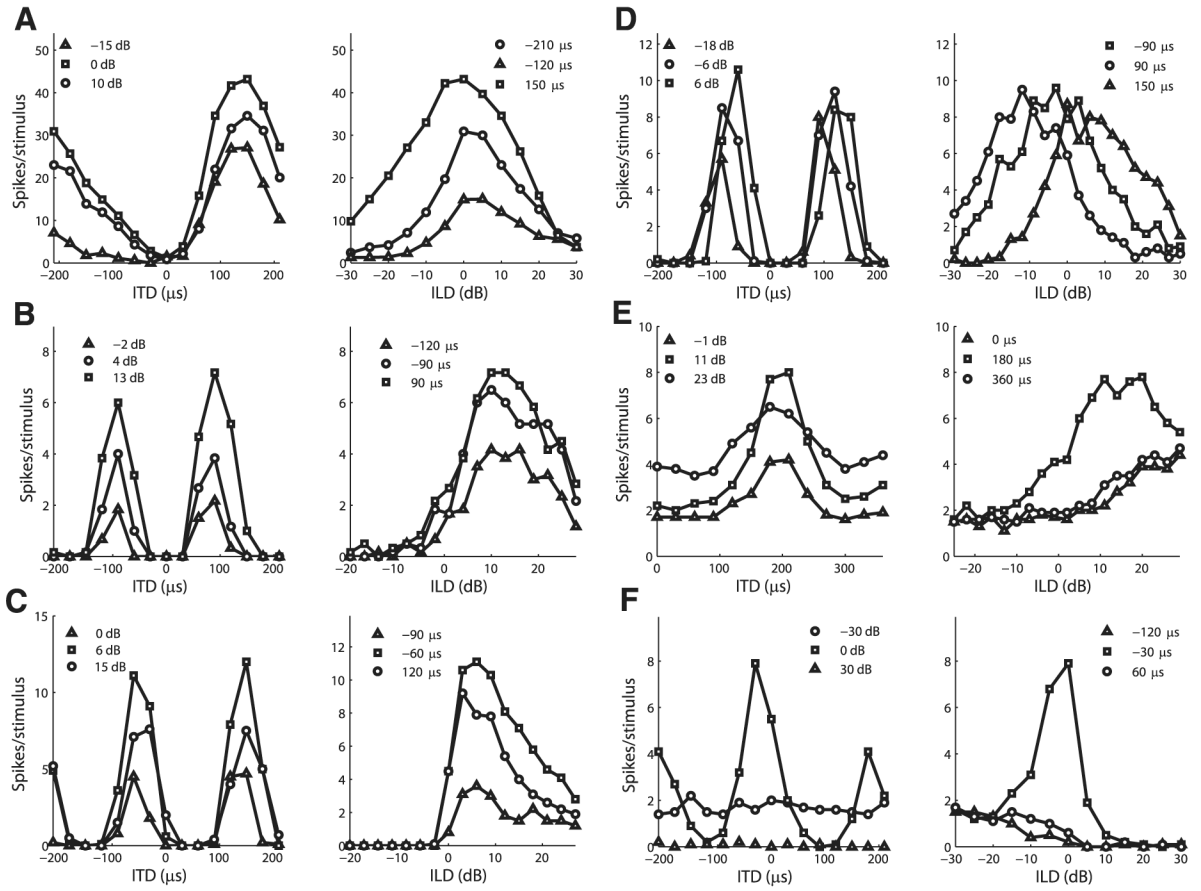 A
−15 dB
0 dB
10 dB
Spikes/stimulus
50
40
30
20
10
0
−200 −100 0 100 200
ITD (μs)
−210 μs
−120 μs
150 μs
50
40
30
20
10
0
−30 −20 −10 0 10 20 30
ILD (dB)
D
−18 dB
−6 dB
6 dB
Spikes/stimulus
12
10
8
6
4
2
0
−200 −100 0 100 200
ITD (μs)
−90 μs
90 μs
150 μs
12
10
8
6
4
2
0
−30 −20 −10 0 10 20 30
ILD (dB)
B
−2 dB
4 dB
13 dB
Spikes/stimulus
8
6
4
2
0
−200 −100 0 100 200
ITD (μs)
−120 μs
−90 μs
90 μs
8
6
4
2
0
−20 −10 0 10 20
ILD (dB)
E
−1 dB
11 dB
23 dB
Spikes/stimulus
10
8
6
4
2
0
0 100 200 300
ITD (μs)
0 μs
180 μs
360 μs
10
8
6
4
2
0
−20 −10 0 10 20
ILD (dB)
C
0 dB
6 dB
15 dB
Spikes/stimulus
15
10
5
0
−200 −100 0 100 200
ITD (μs)
−90 μs
−60 μs
120 μs
12
10
8
6
4
2
0
−20 −10 0 10 20
ILD (dB)
F
−30 dB
0 dB
30 dB
Spikes/stimulus
8
6
4
2
0
−200 −100 0 100 200
ITD (μs)
−120 μs
−30 μs
60 μs
8
6
4
2
0
−30 −20 −10 0 10 20 30
ILD (dB)